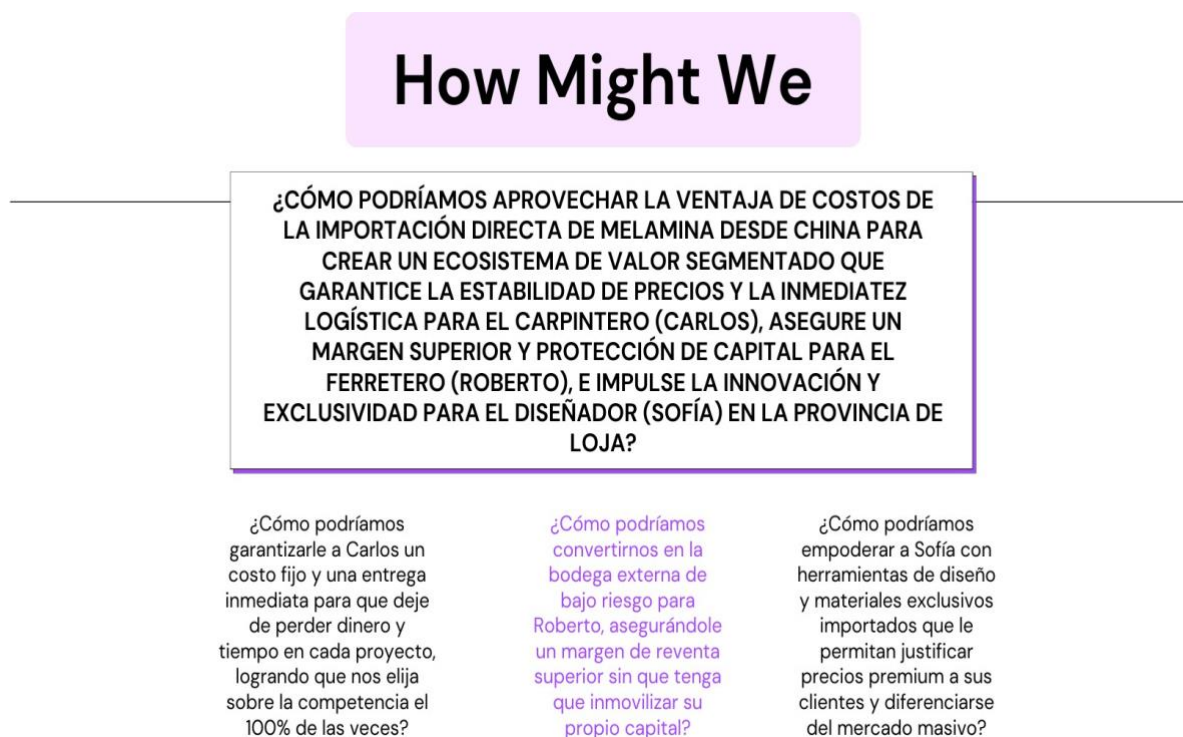 How Might We
¿CÓMO PODRÍAMOS APROVECHAR LA VENTAJA DE COSTOS DE
LA IMPORTACIÓN DIRECTA DE MELAMINA DESDE CHINA PARA
CREAR UN ECOSISTEMA DE VALOR SEGMENTADO QUE
GARANTICE LA ESTABILIDAD DE PRECIOS Y LA INMEDIATEZ
LOGÍSTICA PARA EL CARPINTERO (CARLOS), ASEGURE UN
MARGEN SUPERIOR Y PROTECCIÓN DE CAPITAL PARA EL
FERRETERO (ROBERTO), E IMPULSE LA INNOVACIÓN Y
EXCLUSIVIDAD PARA EL DISEÑADOR (SOFÍA) EN LA PROVINCIA DE
LOJA?
¿Cómo podríamos
garantizarle a Carlos un
costo fijo y una entrega
inmediata para que deje
de perder dinero y
tiempo en cada proyecto,
logrando que nos elija
sobre la competencia el
100% de las veces?
¿Cómo podríamos
convertirnos en la
bodega externa de
bajo riesgo para
Roberto, asegurándole
un margen de reventa
superior sin que tenga
que inmovilizar su
propio capital?
¿Cómo podríamos
empoderar a Sofía con
herramientas de diseño
y materiales exclusivos
importados que le
permitan justificar
precios premium a sus
clientes y diferenciarse
del mercado masivo?